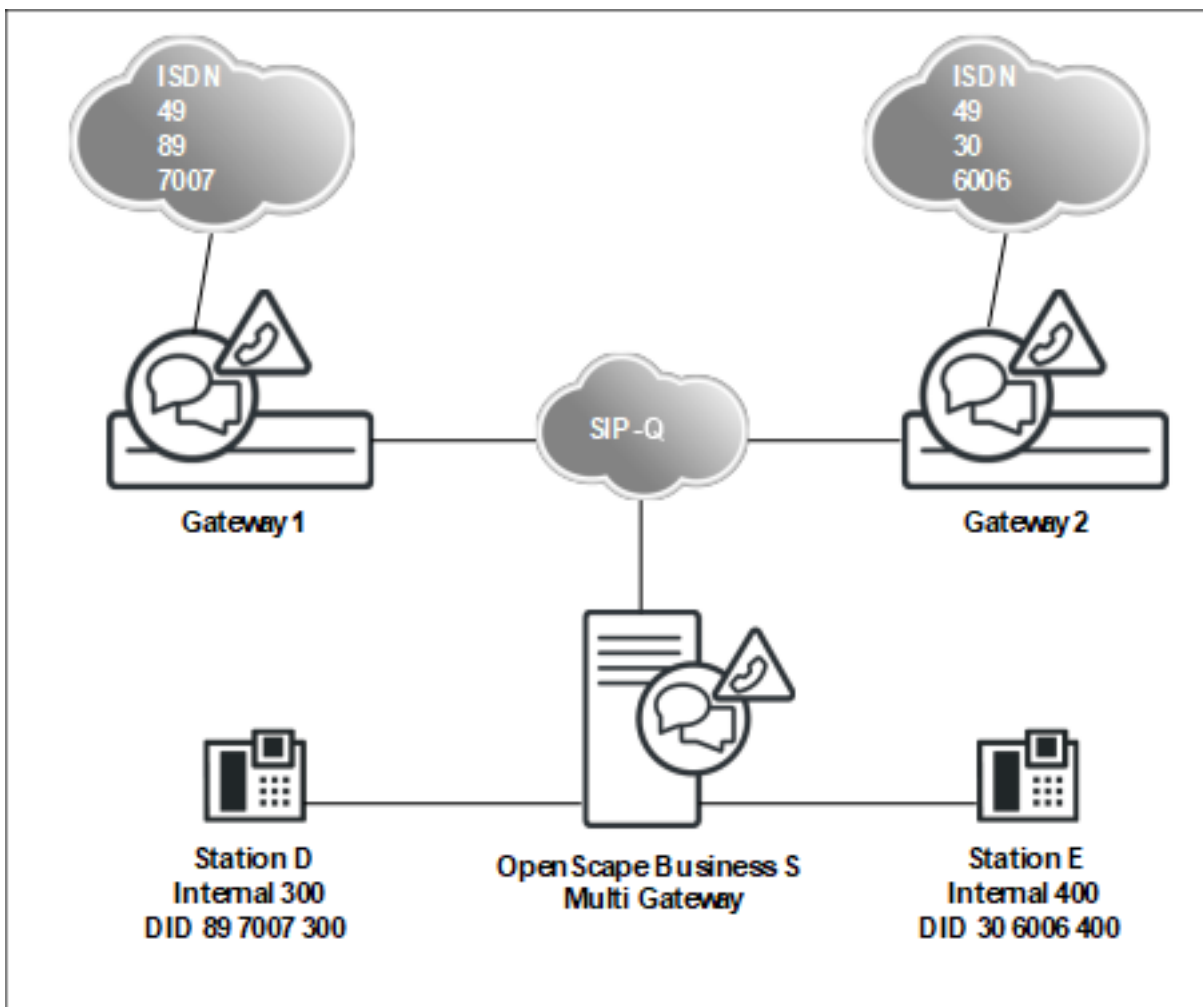 ISDN
49
89
7007
ISDN
49
30
6006
SIP-Q
Gateway 1
Gateway 2
Station D
Internal 300
DID 89 7007 300
OpenScape Business S
Multi Gateway
Station E
Internal 400
DID 30 6006 400